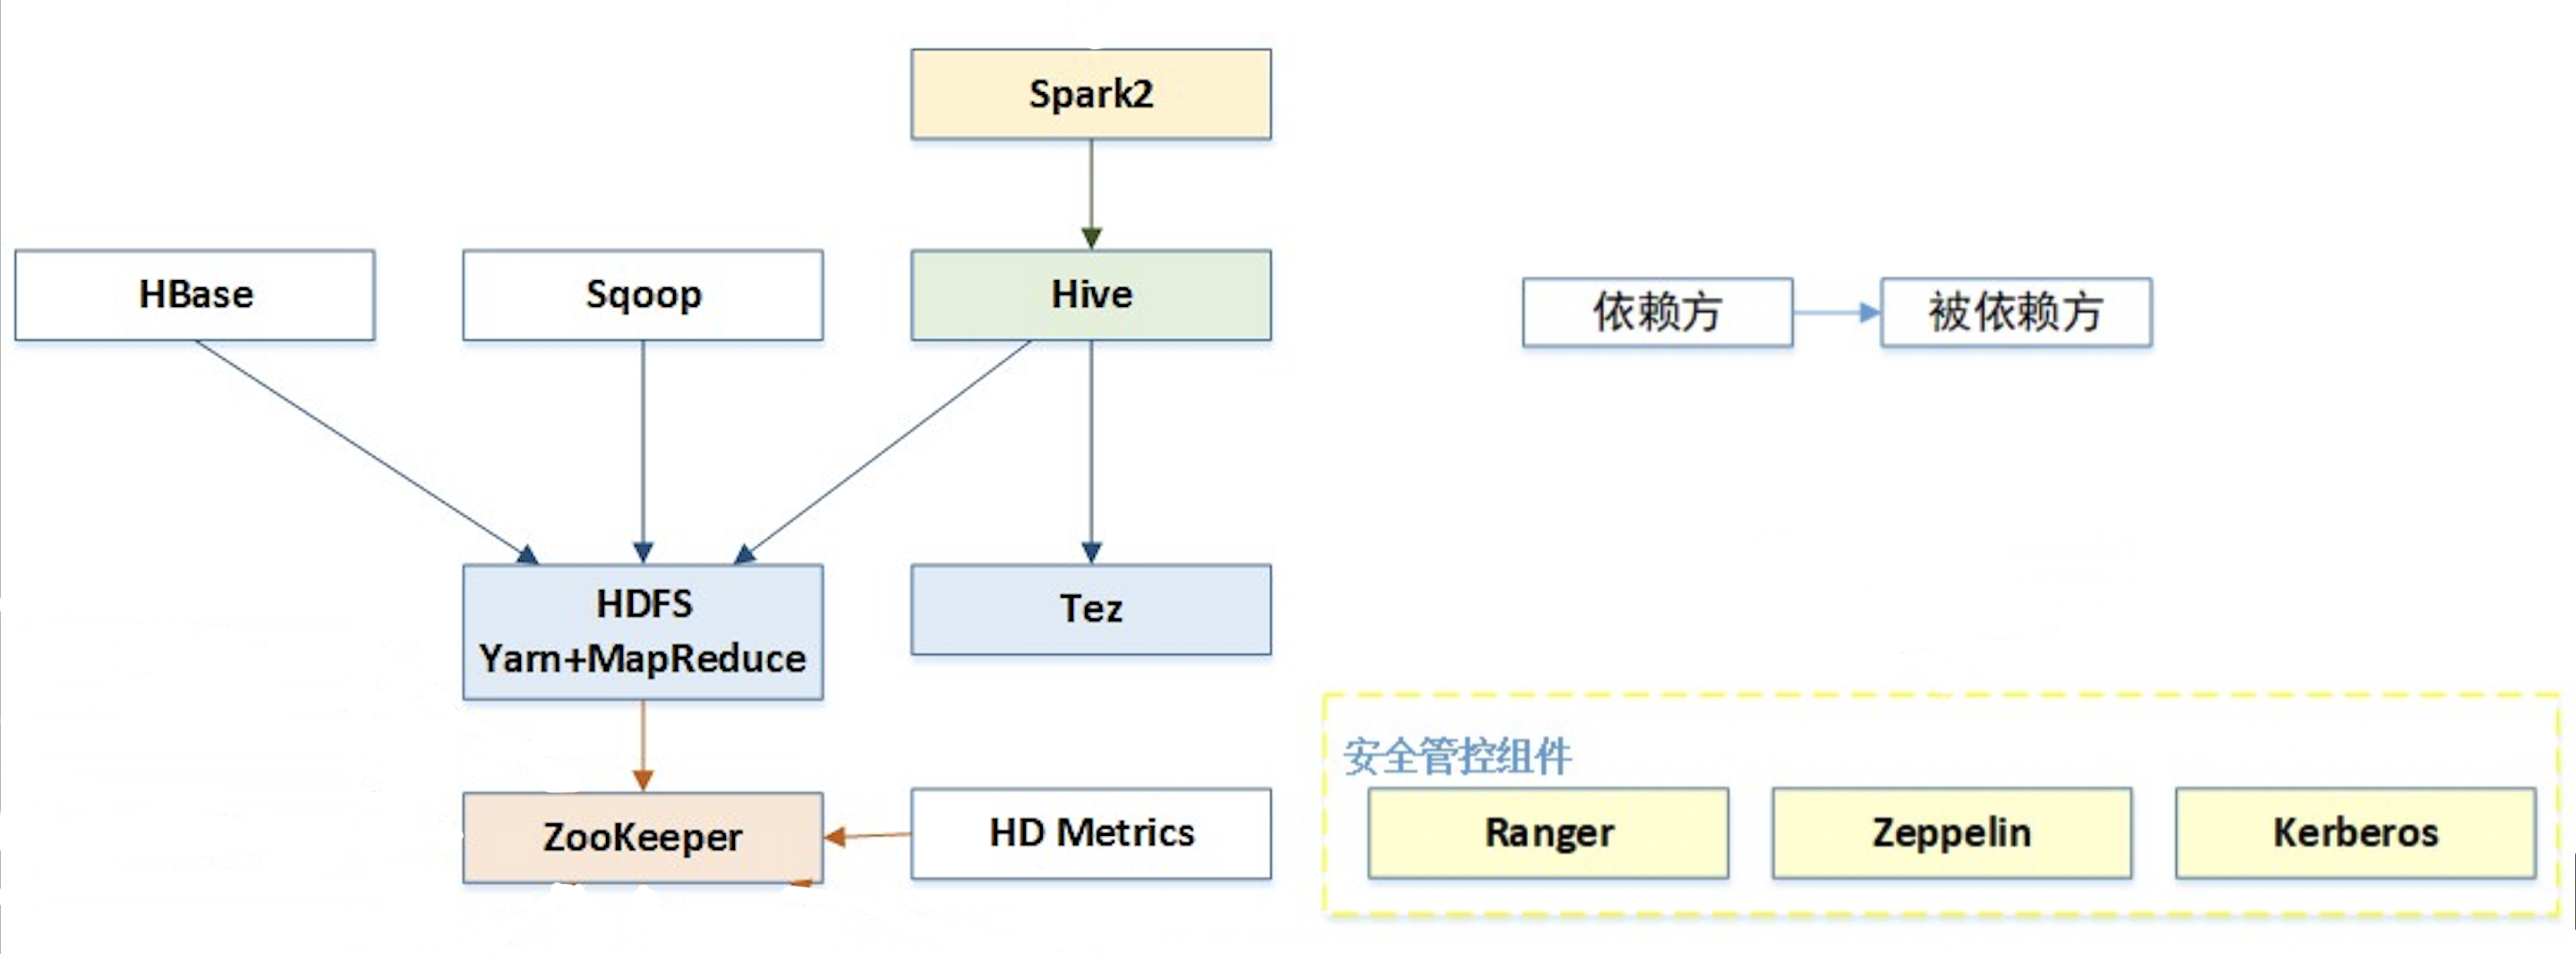 Spark2
HBase
Sqoop
Hive
依赖方
被依赖方
HDFS
Yarn+MapReduce
Tez
安全管控组件
ZooKeeper
HD Metrics
Ranger
Zeppelin
Kerberos